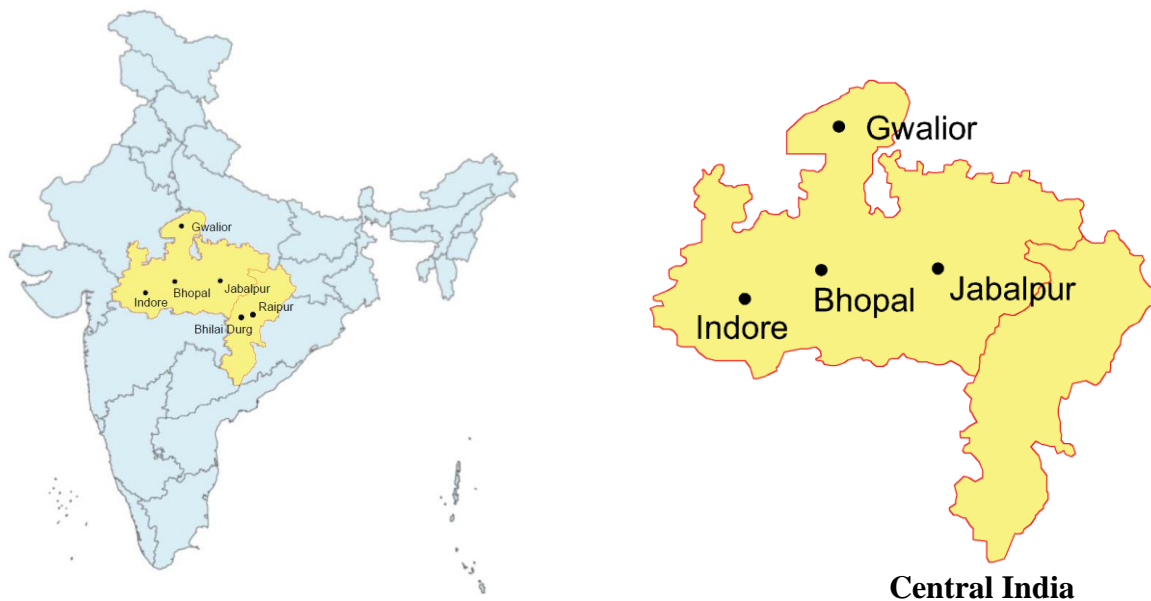 Gwalior
Bhopal
Jabalpur
Indore
Raipur
Bhilai Durg
Gwalior
Bhopal
Jabalpur
Indore
Central India